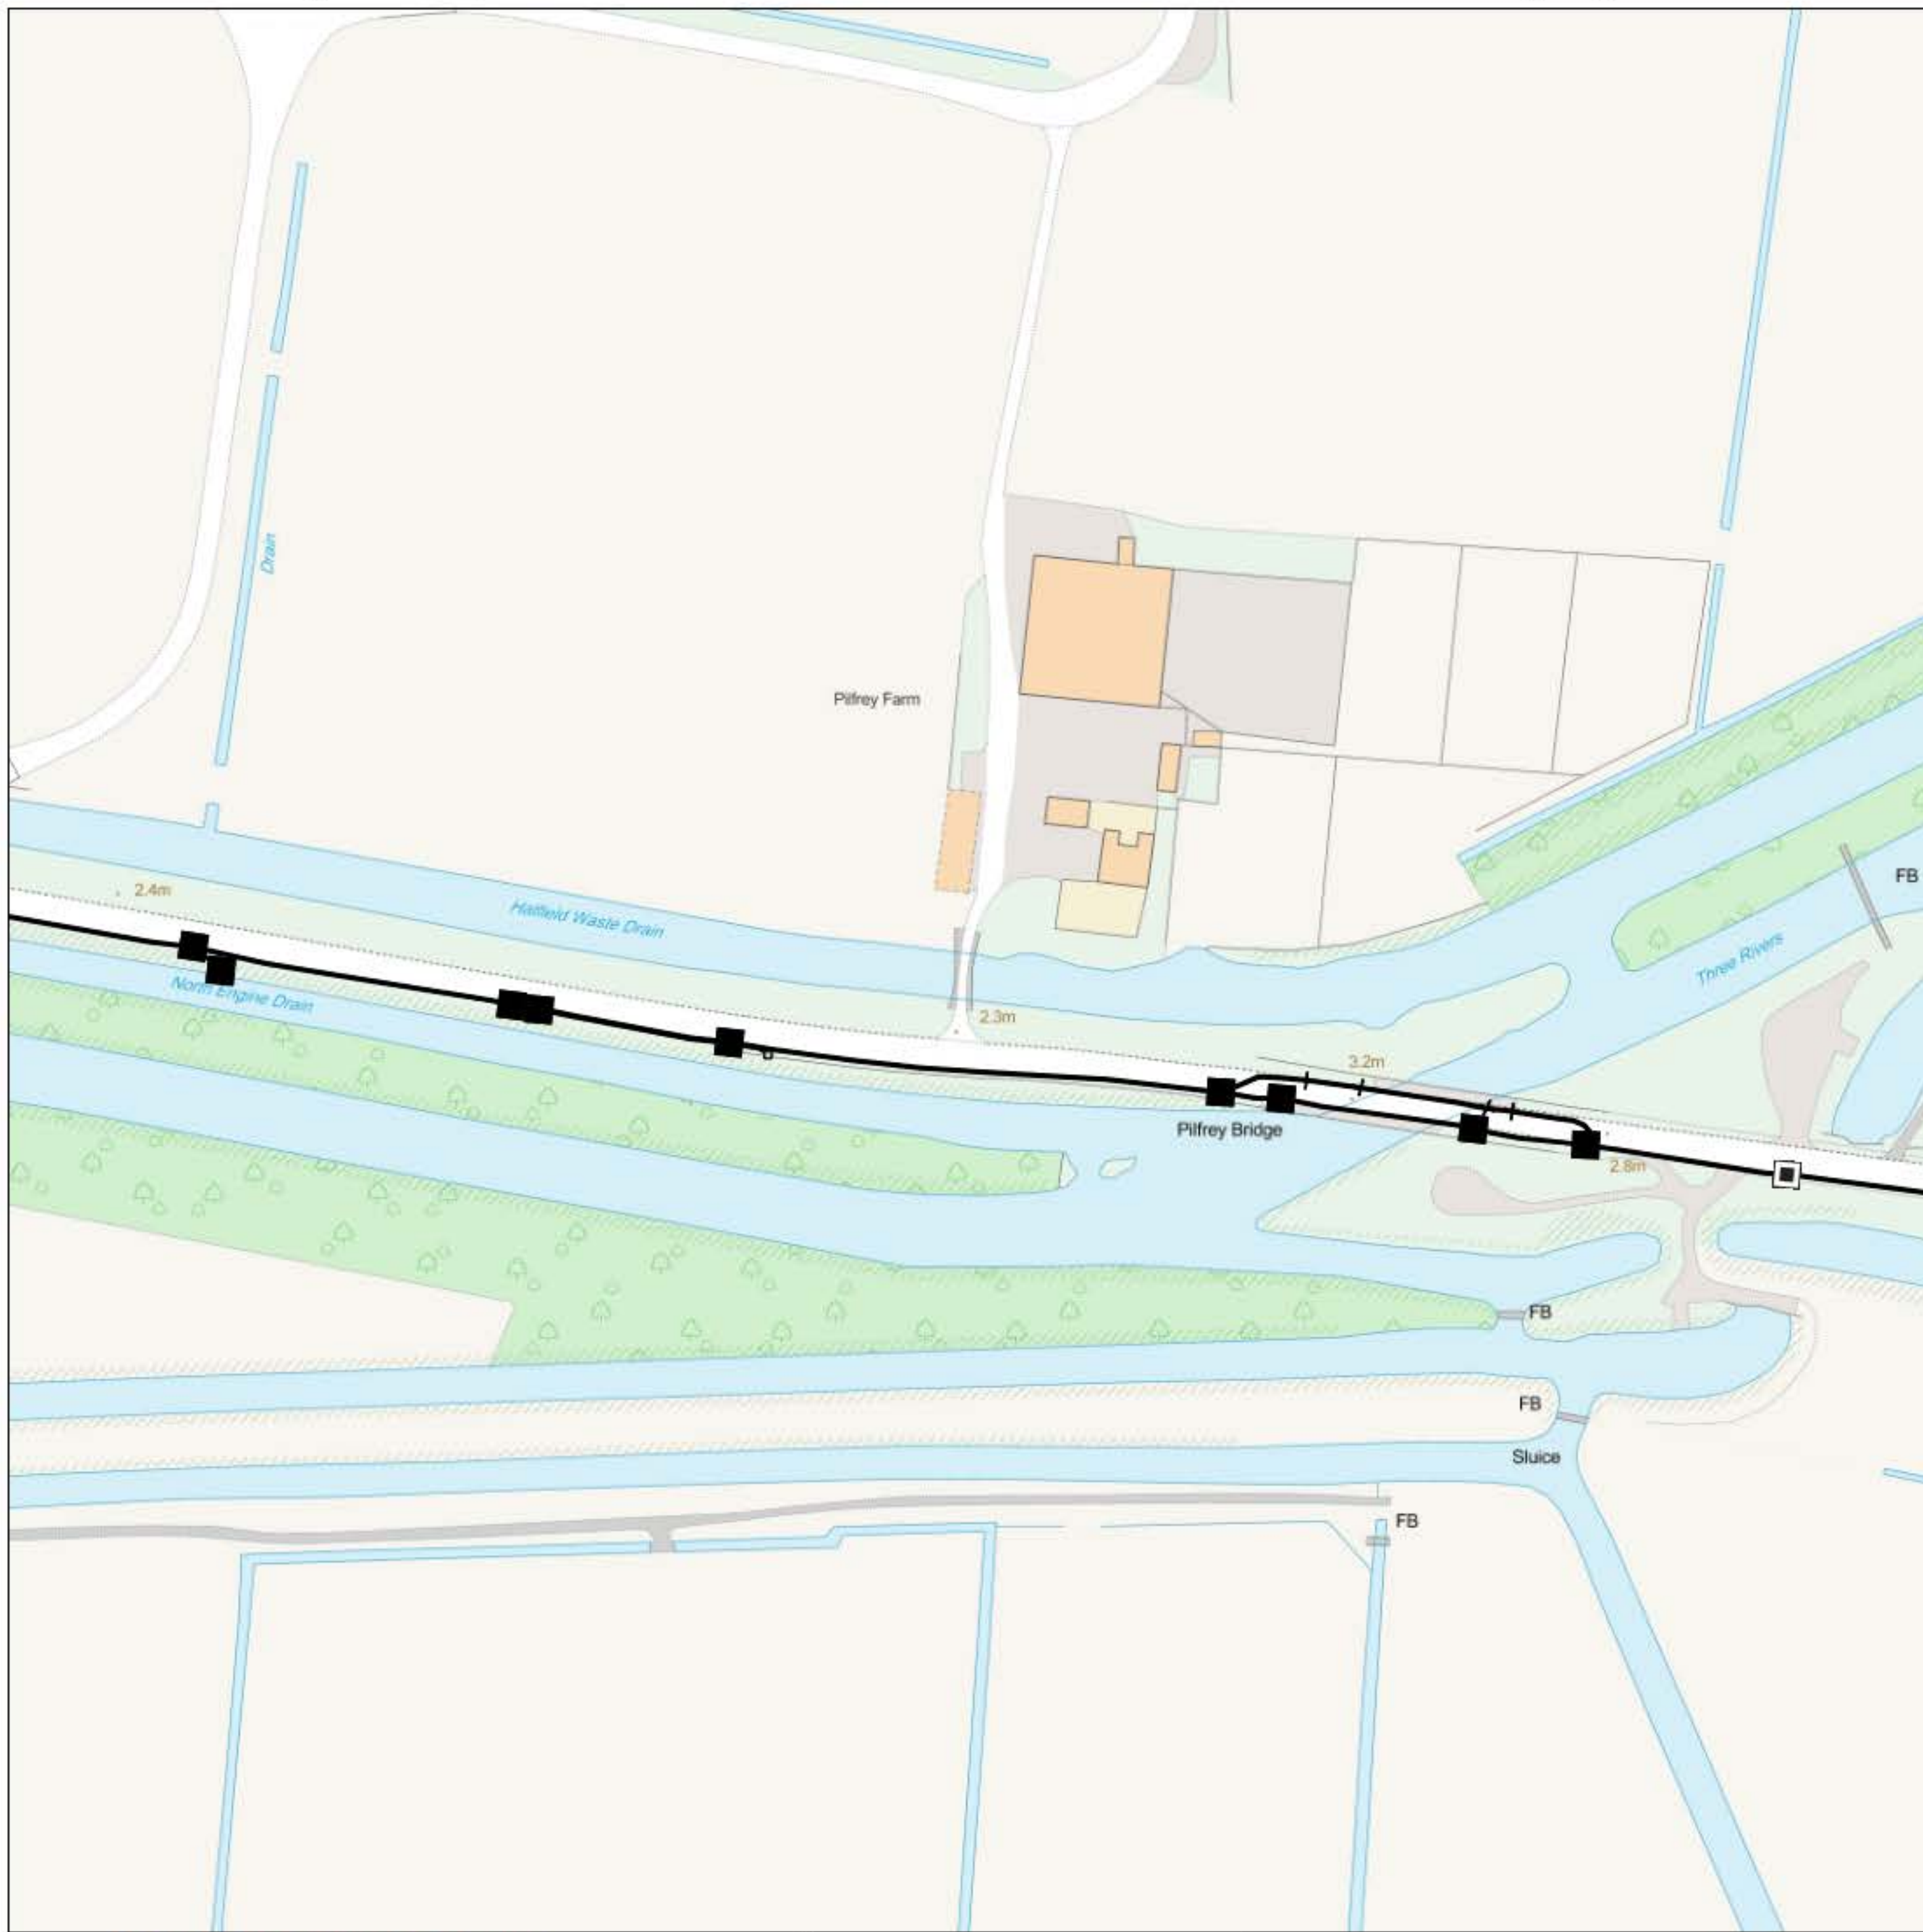 Drain
Pilfrey Farm
FB
2.4m
Hatfield Waste Drain
Three Rivers
North Engine Drain
2.3m
3.2m
Pilfrey Bridge
2.8m
FB
FB
Sluice
FB